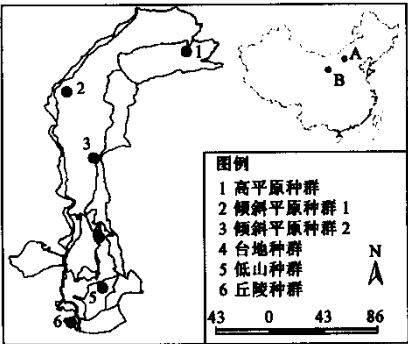 1
A
B
2
3
5
6
图例
1 高平原种群
2 倾斜平原种群 1
3 倾斜平原种群 2
4 台地种群
5 低山种群
6 丘陵种群
N
43 0 43 86